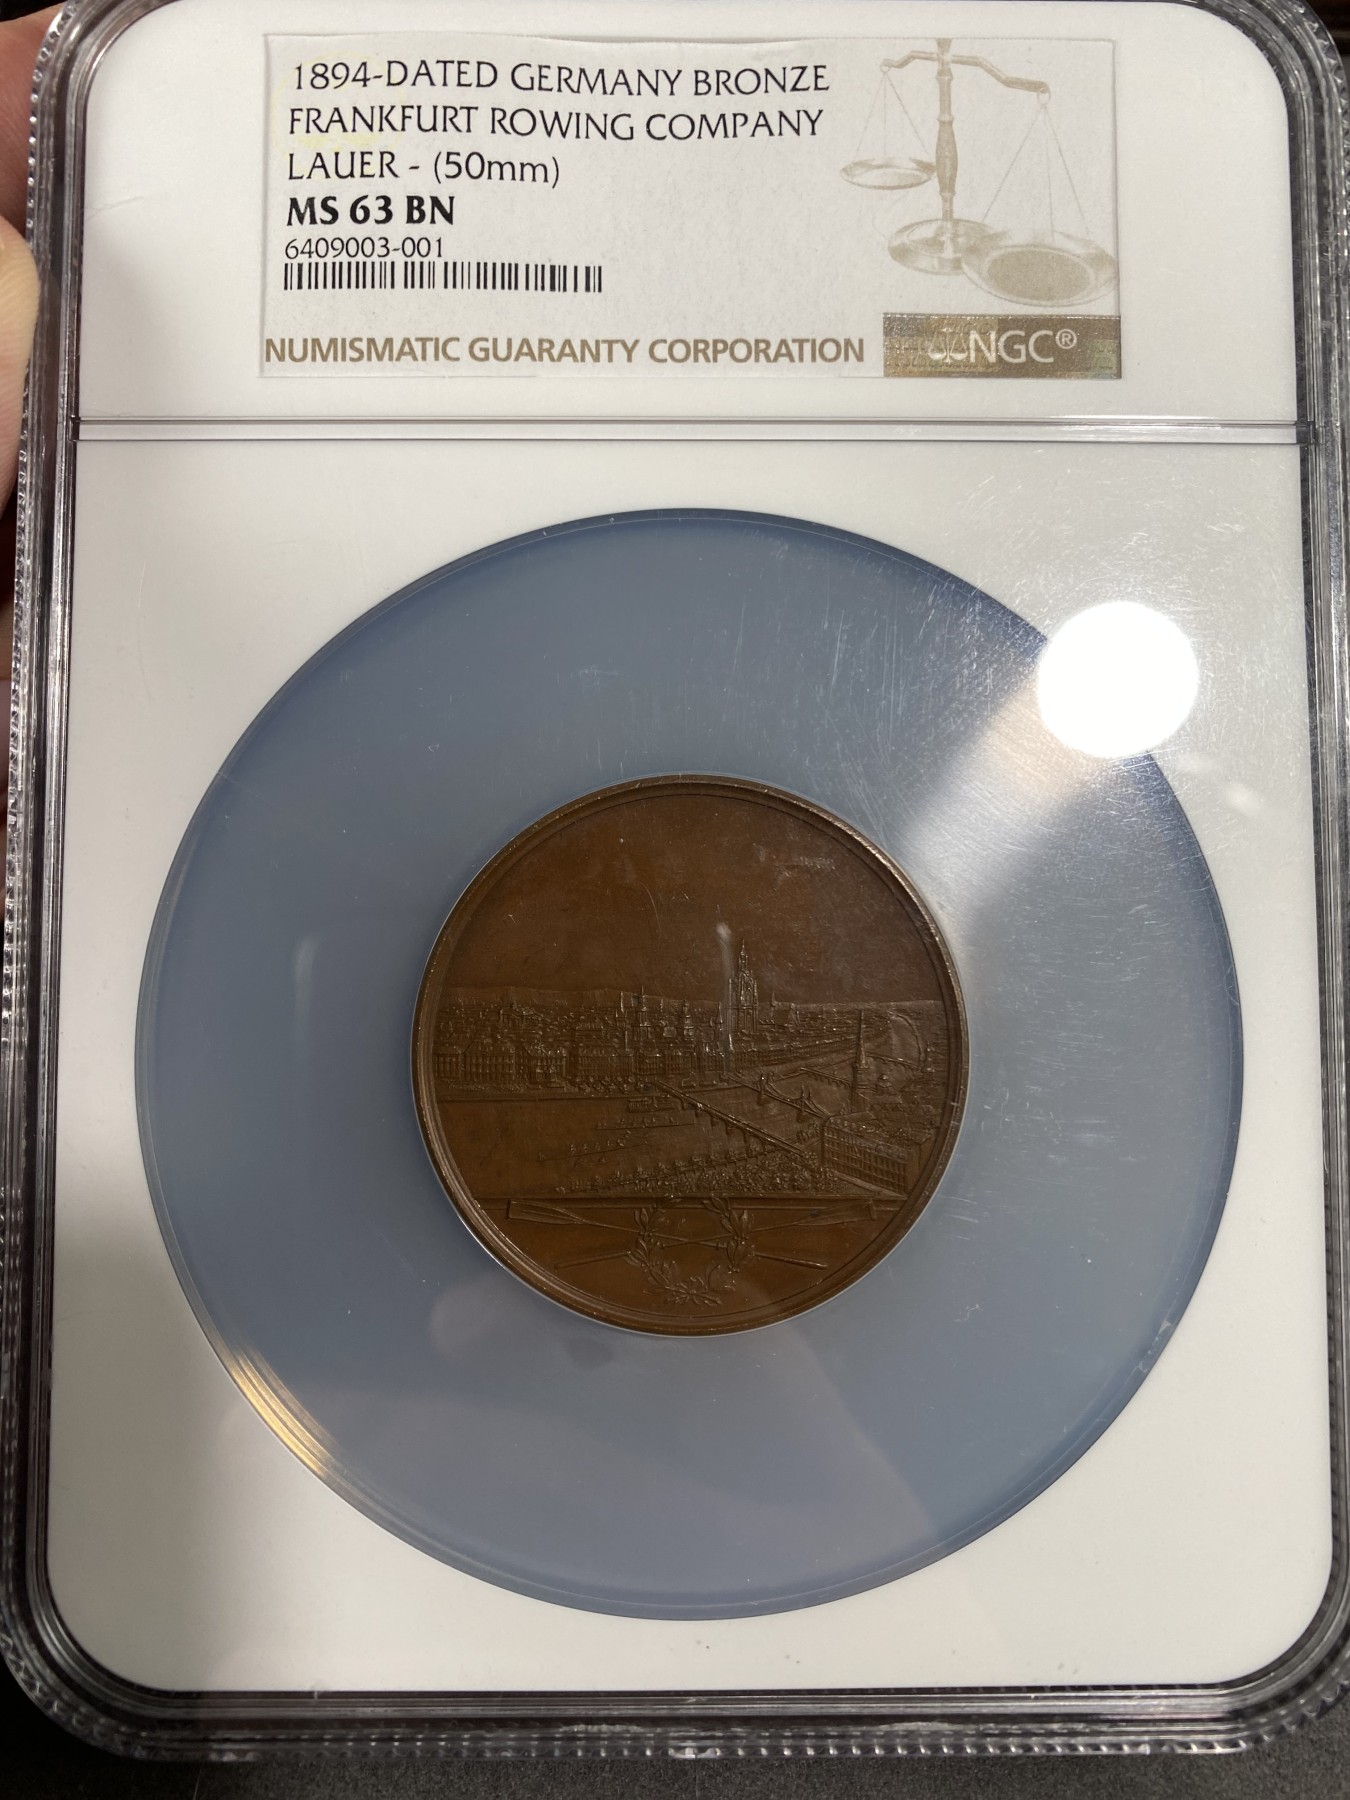 1894-DATED GERMANY BRONZE
FRANKFURT ROWING COMPANY
LAUER - (50mm)
MS 63 BN
6409003-001
NUMISMATIC GUARANTY CORPORATION
NGC®